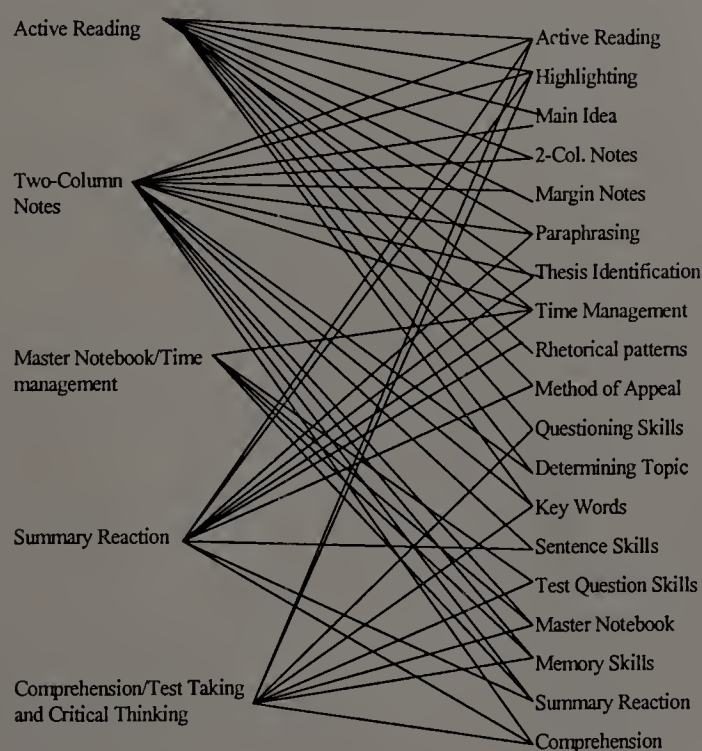 Active Reading
Two-Column
Notes
Master Notebook/Time
management
Summary Reaction
Comprehension/Test Taking
and Critical Thinking
Active Reading
Highlighting
Main Idea
2-Col. Notes
Margin Notes
Paraphrasing
Thesis Identification
Time Management
Rhetorical patterns
Method of Appeal
Questioning Skills
Determining Topic
Key Words
Sentence Skills
Test Question Skills
Master Notebook
Memory Skills
Summary Reaction
Comprehension